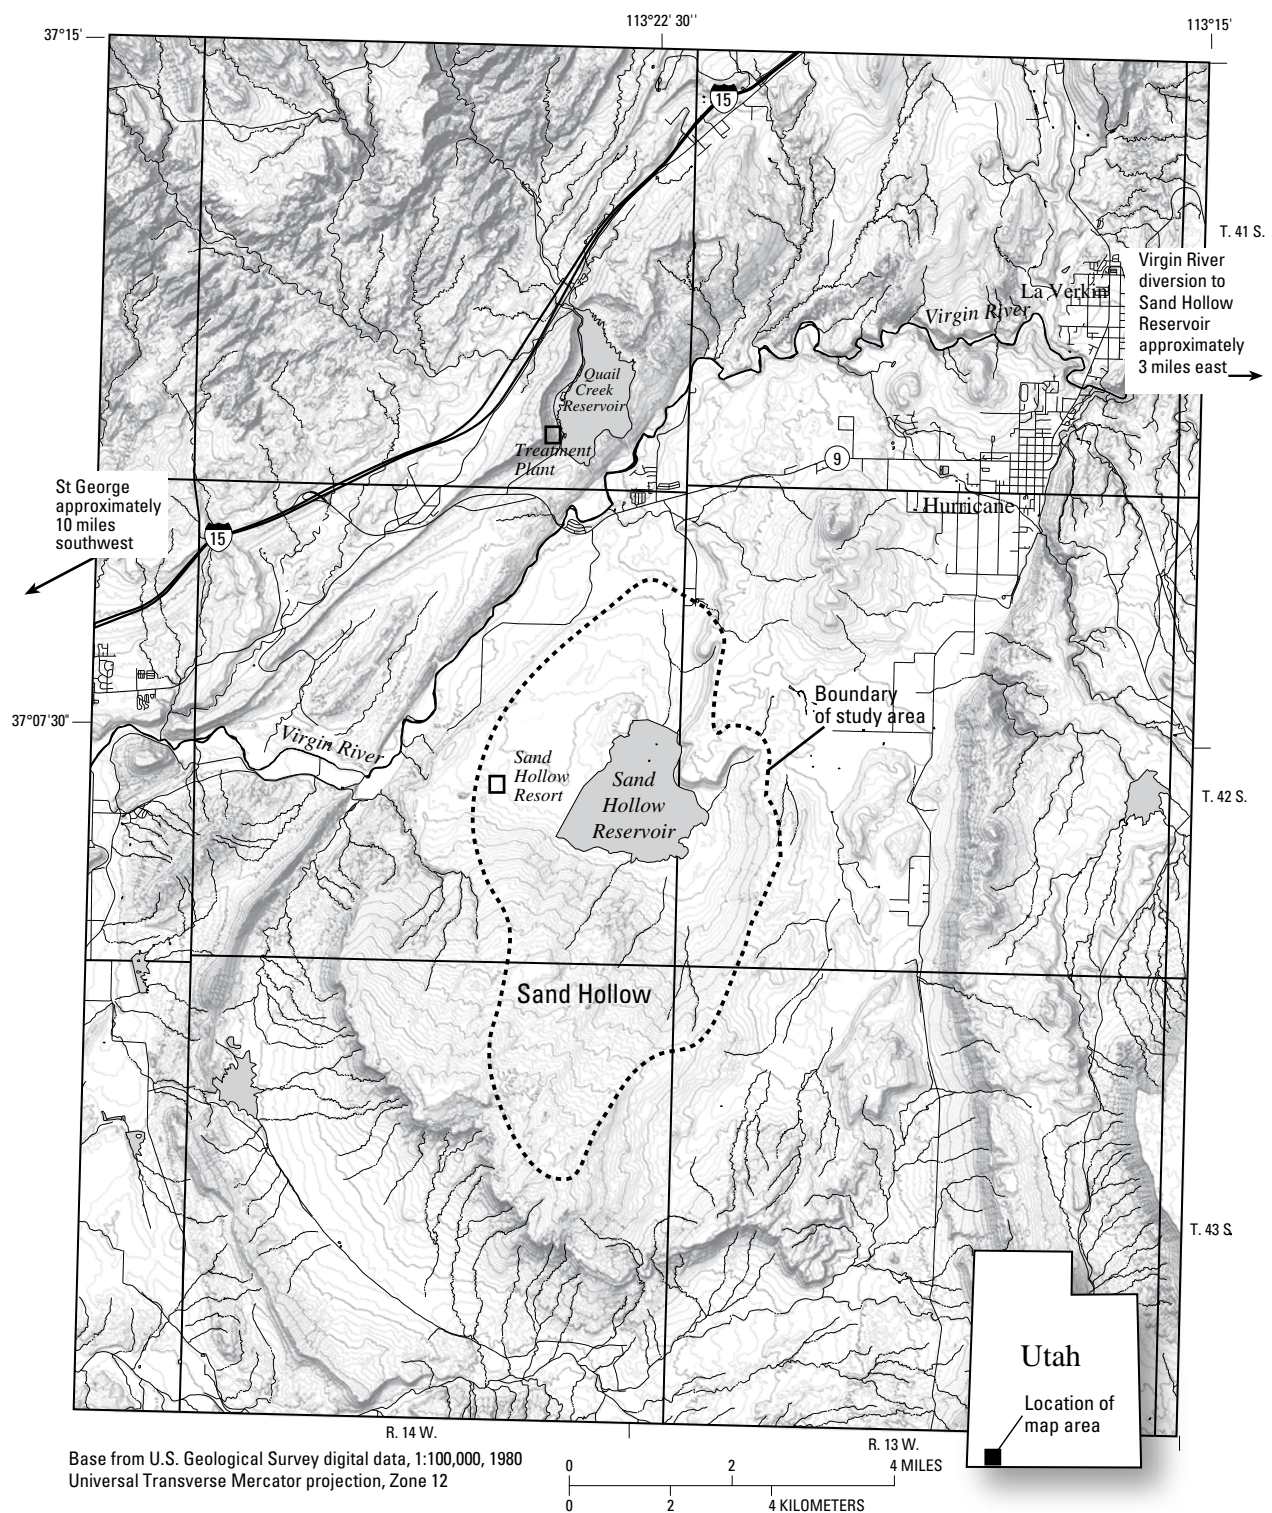 113°22' 30''
113°15'
37°15'
15
T. 41 S.
Virgin River
diversion to
Sand Hollow
Reservoir
approximately
3 miles east
La Verkin
Virgin River
Quail
Creek
Reservoir
Treatment
Plant
9
St George
approximately
10 miles
southwest
Hurricane
15
Boundary
of study area
37°07'30"
Virgin River
Sand
Hollow
Resort
Sand
Hollow
Reservoir
T. 42 S.
Sand Hollow
T. 43 S.
Utah
Location of
map area
R. 14 W.
R. 13 W.
Base from U.S. Geological Survey digital data, 1:100,000, 1980
Universal Transverse Mercator projection, Zone 12
0 2 4 MILES
0 2 4 KILOMETERS